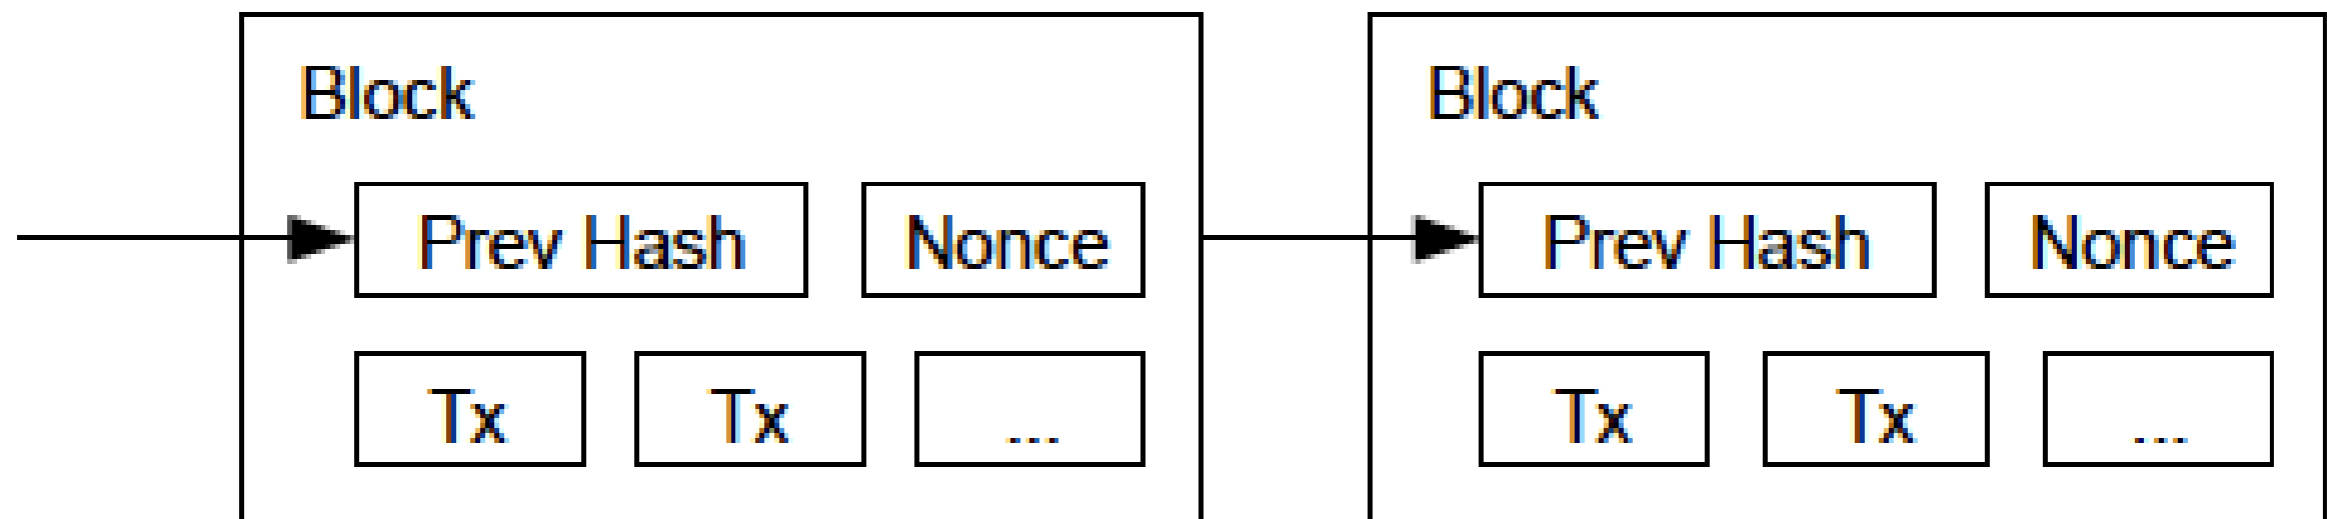 Block
Prev Hash Nonce
Tx Tx ...
Block
Prev Hash Nonce
Tx Tx ...